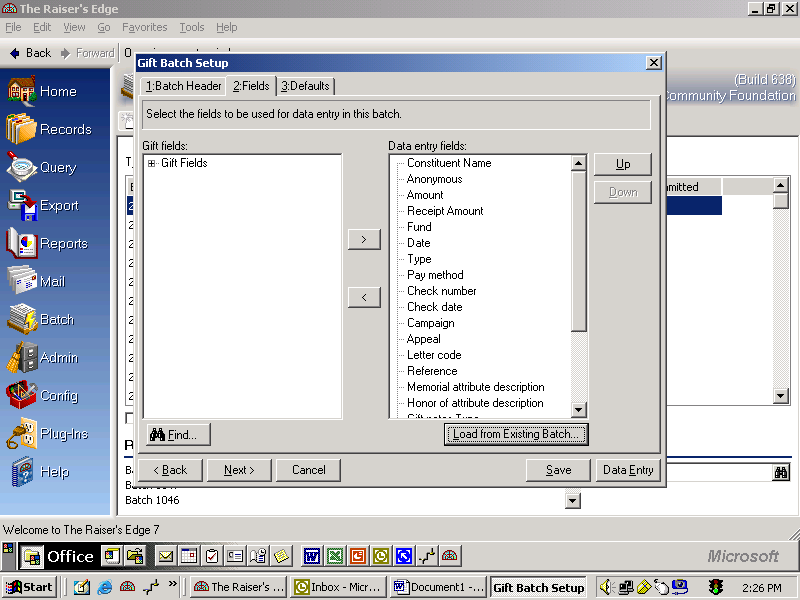 The Raiser's Edge
File Edit View Go Favorites Tools Help
Back Forward
(Build 638)
Community Foundation
Home
Records
Query
Export
Reports
Mail
Batch
Admin
Config
Plug-Ins
Help
Gift Batch Setup
1:Batch Header 2:Fields 3:Defaults
Select the fields to be used for data entry in this batch.
Gift fields:
Gift Fields
Data entry fields:
Constituent Name
Anonymous
Amount
Receipt Amount
Fund
Date
Type
Pay method
Check number
Check date
Campaign
Appeal
Letter code
Reference
Memorial attribute description
Honor of attribute description
Up
Down
>
<
Find...
Load from Existing Batch...
< Back Next > Cancel Save Data Entry
mitted
Batch 1046
Welcome to The Raiser's Edge 7
Office
Microsoft
Start
The Raiser's ... Inbox - Micr... Document1 -... Gift Batch Setup
2:26 PM